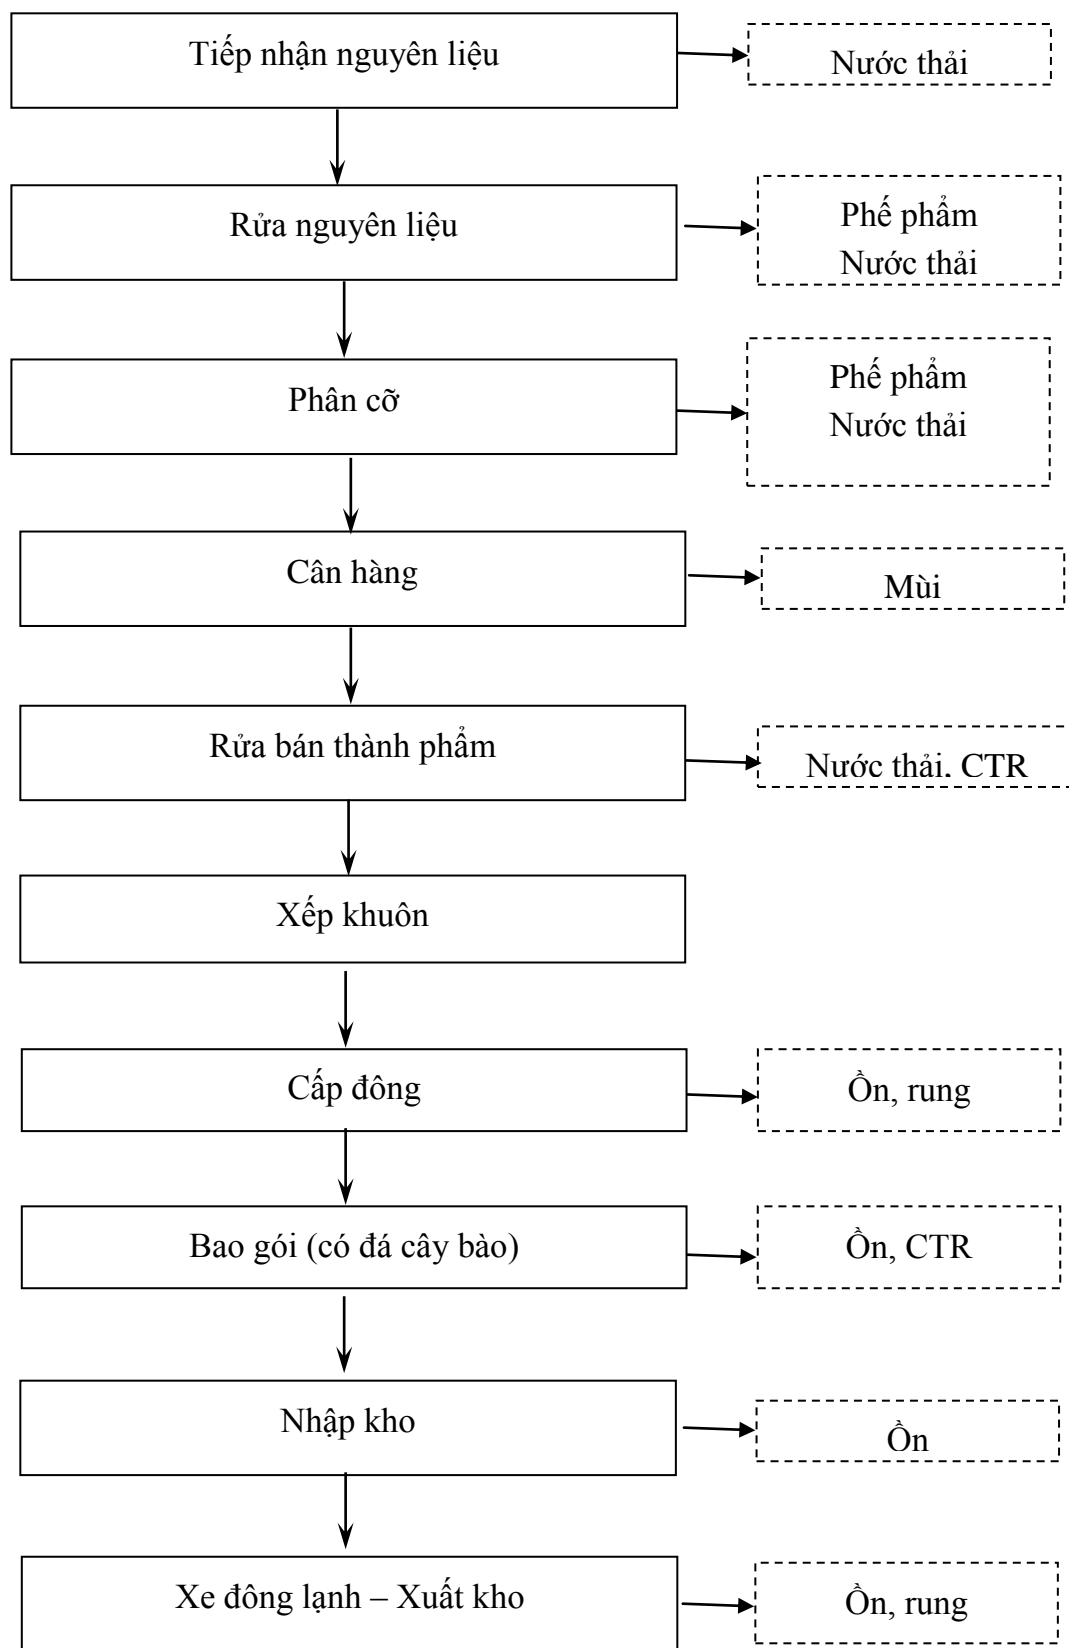 Tiếp nhận nguyên liệu
Nước thải
Rửa nguyên liệu
Phế phẩm
Nước thải
Phân cỡ
Phế phẩm
Nước thải
Cân hàng
Mùi
Rửa bán thành phẩm
Nước thải, CTR
Xếp khuôn
Cấp đông
Ồn, rung
Bao gói (có đá cây bào)
Ồn, CTR
Nhập kho
Ồn
Xe đông lạnh – Xuất kho
Ồn, rung